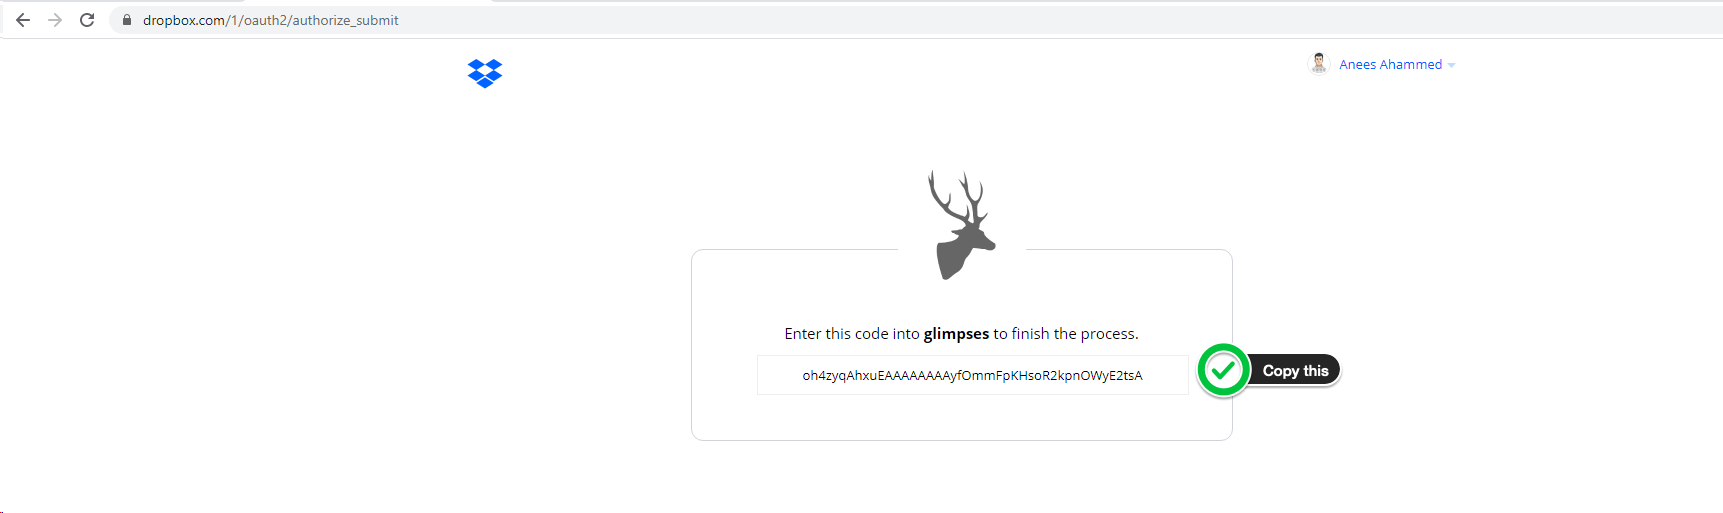 dropbox.com/1/oauth2/authorize_submit
Anees Ahammed
Enter this code into glimpses to finish the process.
oh4zyqAhxuEAAAAAAAAyfOmmFpKHsoR2kpnOWyE2tsA
Copy this